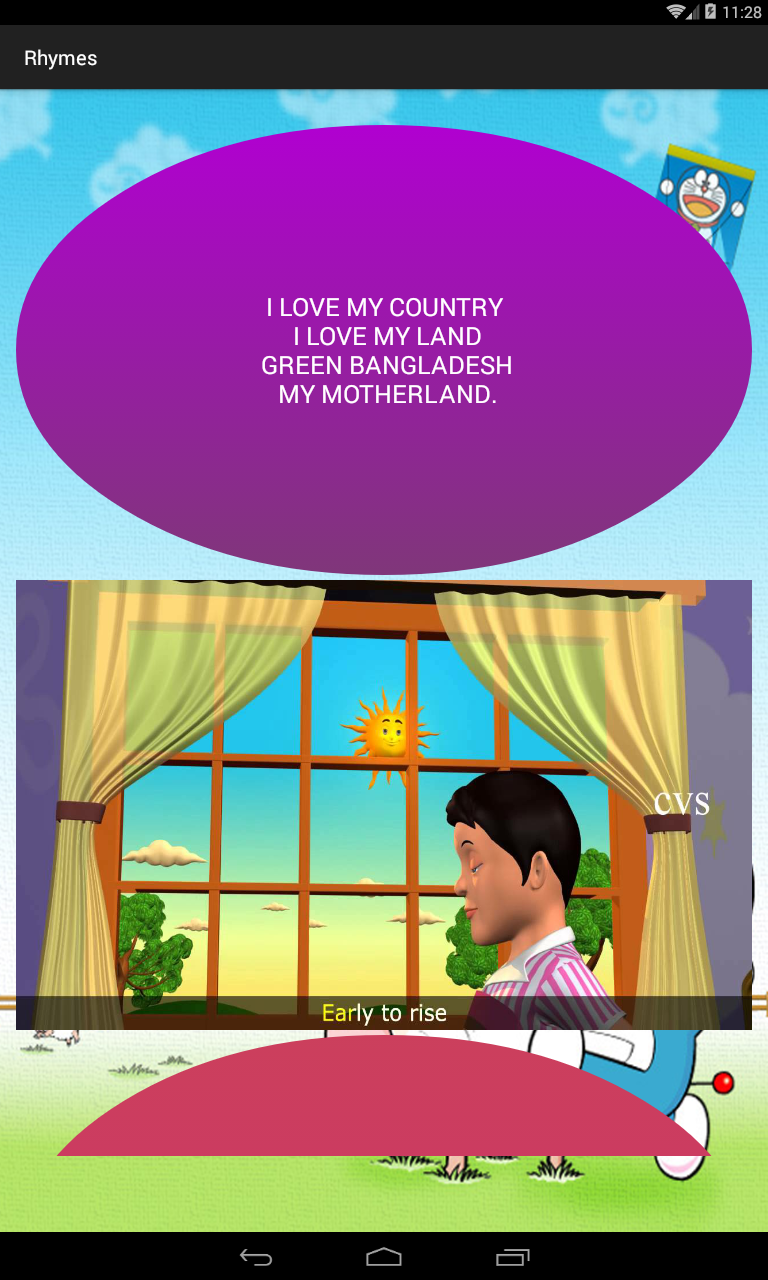 11:28
Rhymes
I LOVE MY COUNTRY
I LOVE MY LAND
GREEN BANGLADESH
MY MOTHERLAND.
cvs
Early to rise